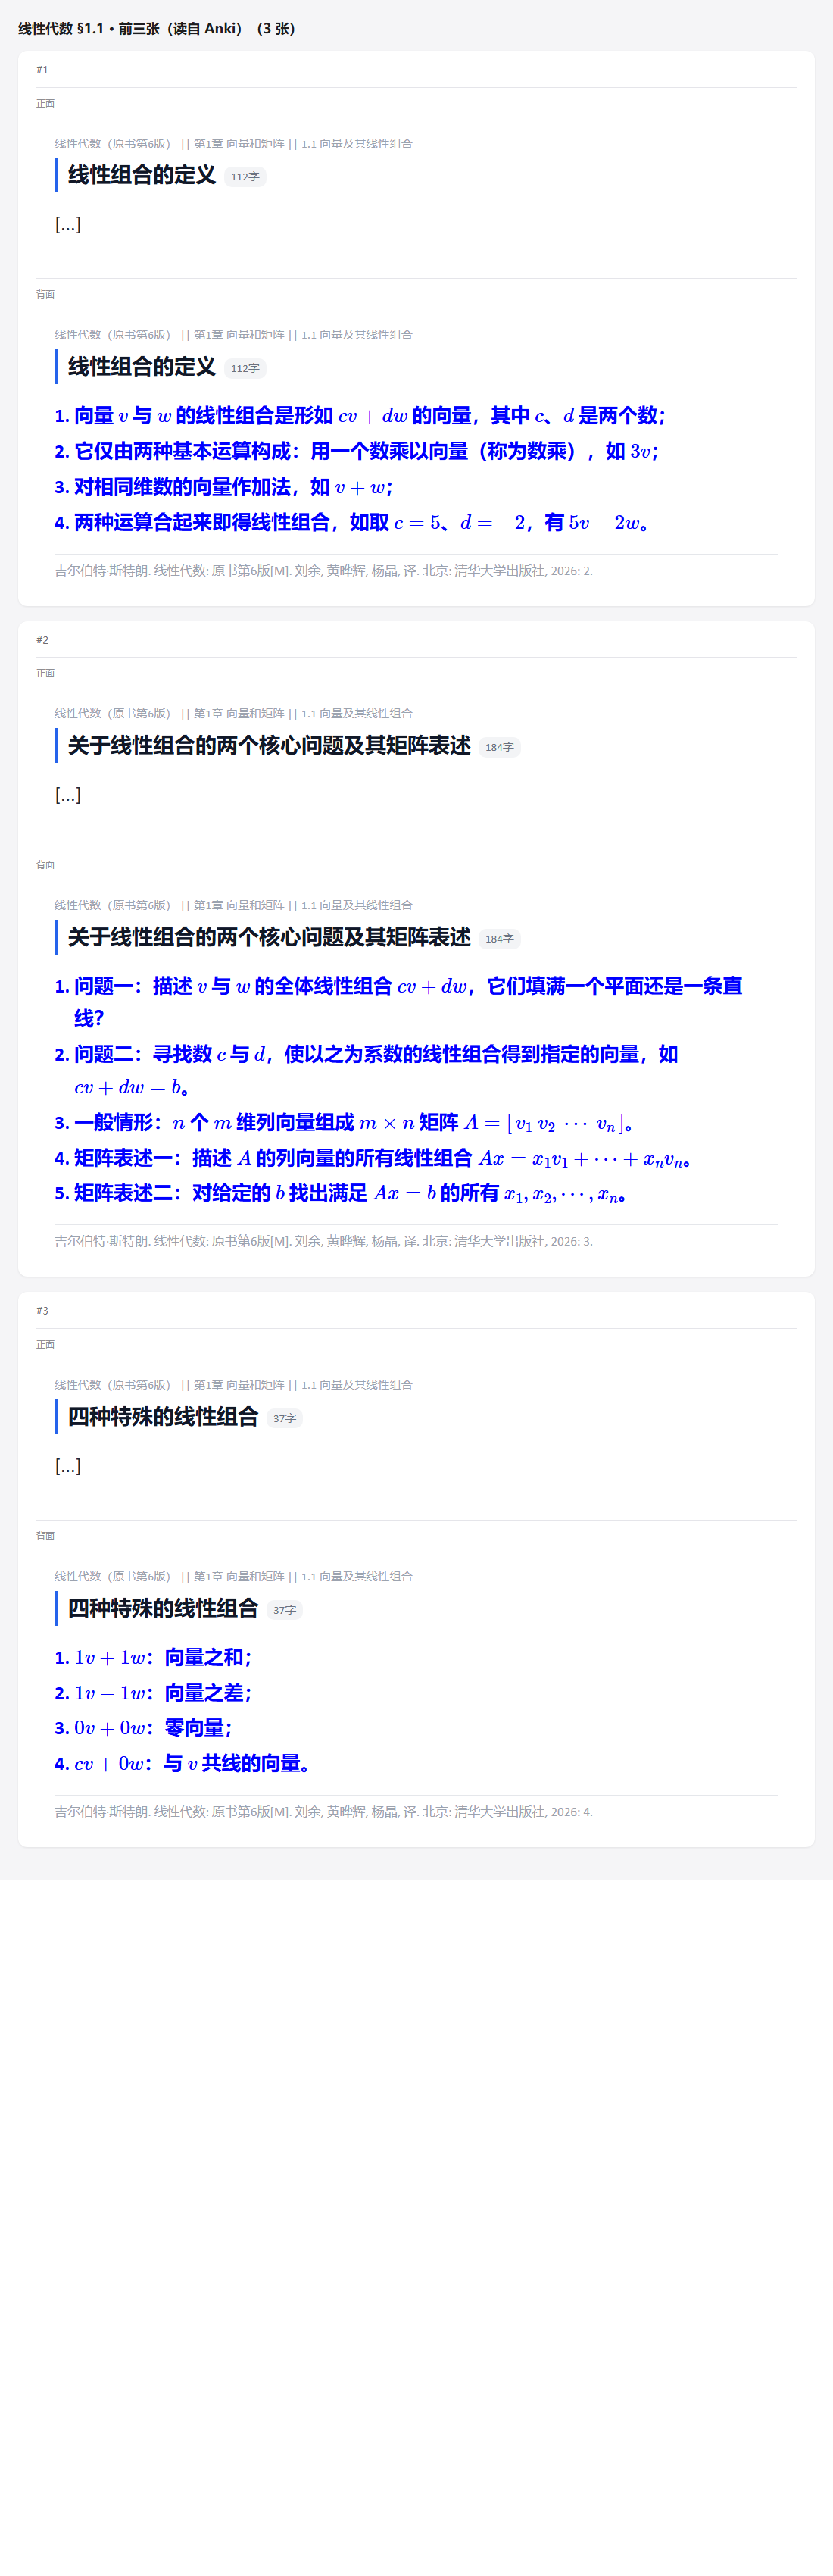 线性代数 §1.1 · 前三张（读自 Anki）（3 张）
#1
正面
线性代数（原书第6版） || 第1章 向量和矩阵 || 1.1 向量及其线性组合
线性组合的定义 112字
[...]
背面
线性代数（原书第6版） || 第1章 向量和矩阵 || 1.1 向量及其线性组合
线性组合的定义 112字
1. 向量 v 与 w 的线性组合是形如 cv + dw 的向量，其中 c、d 是两个数；
2. 它仅由两种基本运算构成：用一个数乘以向量（称为数乘），如 3v；
3. 对相同维数的向量作加法，如 v + w；
4. 两种运算合起来即得线性组合，如取 c = 5、d = −2，有 5v − 2w。
吉尔伯特·斯特朗. 线性代数: 原书第6版[M]. 刘余, 黄晔辉, 杨晶, 译. 北京: 清华大学出版社, 2026: 2.
#2
正面
线性代数（原书第6版） || 第1章 向量和矩阵 || 1.1 向量及其线性组合
关于线性组合的两个核心问题及其矩阵表述 184字
[...]
背面
线性代数（原书第6版） || 第1章 向量和矩阵 || 1.1 向量及其线性组合
关于线性组合的两个核心问题及其矩阵表述 184字
1. 问题一：描述 v 与 w 的全体线性组合 cv + dw，它们填满一个平面还是一条直
线？
2. 问题二：寻找数 c 与 d，使以之为系数的线性组合得到指定的向量，如
cv + dw = b。
3. 一般情形：n 个 m 维列向量组成 m × n 矩阵 A = [ v₁ v₂ ⋯ vₙ ]。
4. 矩阵表述一：描述 A 的列向量的所有线性组合 Ax = x₁v₁ + ⋯ + xₙvₙ。
5. 矩阵表述二：对给定的 b 找出满足 Ax = b 的所有 x₁, x₂, ⋯, xₙ。
吉尔伯特·斯特朗. 线性代数: 原书第6版[M]. 刘余, 黄晔辉, 杨晶, 译. 北京: 清华大学出版社, 2026: 3.
#3
正面
线性代数（原书第6版） || 第1章 向量和矩阵 || 1.1 向量及其线性组合
四种特殊的线性组合 37字
[...]
背面
线性代数（原书第6版） || 第1章 向量和矩阵 || 1.1 向量及其线性组合
四种特殊的线性组合 37字
1. 1v + 1w：向量之和；
2. 1v − 1w：向量之差；
3. 0v + 0w：零向量；
4. cv + 0w：与 v 共线的向量。
吉尔伯特·斯特朗. 线性代数: 原书第6版[M]. 刘余, 黄晔辉, 杨晶, 译. 北京: 清华大学出版社, 2026: 4.